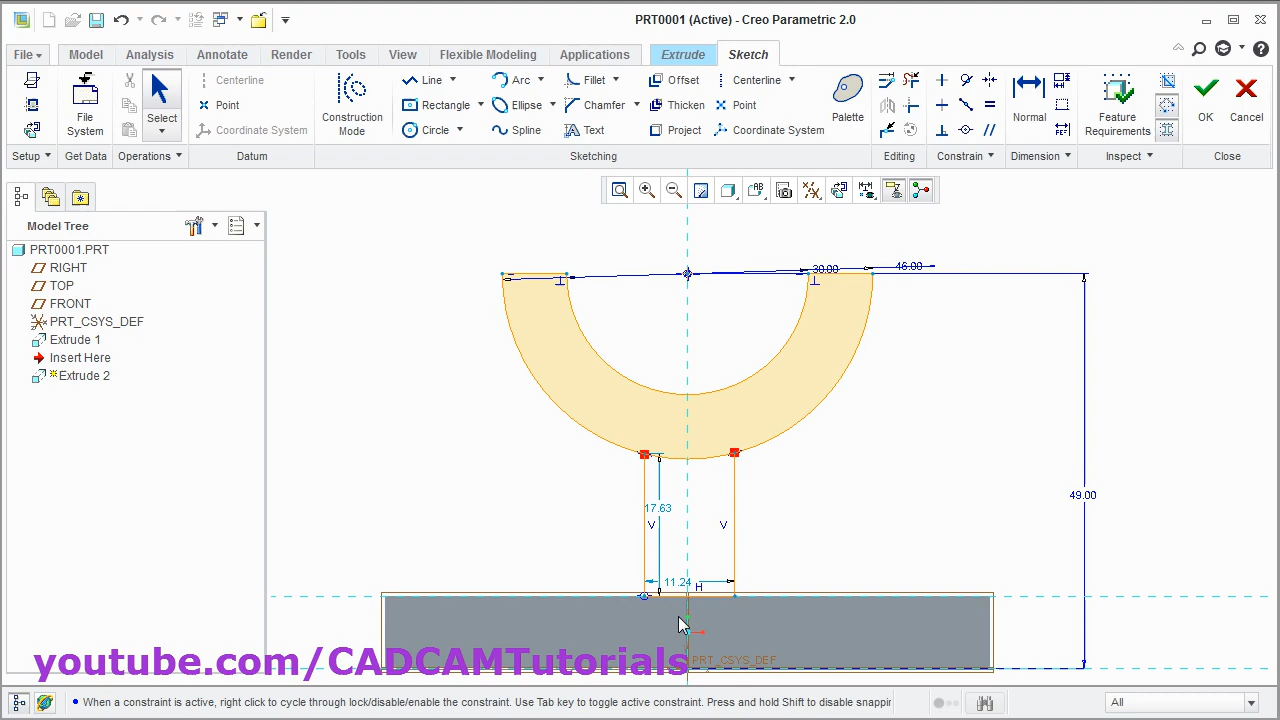 PRT0001 (Active) - Creo Parametric 2.0
File Model Analysis Annotate Render Tools View Flexible Modeling Applications Extrude Sketch
Centerline Line Arc Fillet Offset Centerline
Point Rectangle Ellipse Chamfer Thicken Point
Coordinate System Circle Spline Text Project Coordinate System
File System Select Construction Mode Palette Normal Feature Requirements OK Cancel
Setup Get Data Operations Datum Sketching Editing Constrain Dimension Inspect Close
Model Tree
PRT0001.PRT
RIGHT
TOP
FRONT
PRT_CSYS_DEF
Extrude 1
Insert Here
Extrude 2
30.00 46.00
49.00
17.63
V V
11.24 H
PRT_CSYS_DEF
youtube.com/CADCAMTutorials
When a constraint is active, right click to cycle through lock/disable/enable the constraint. Use Tab key to toggle active constraint. Press and hold Shift to disable snappir
All